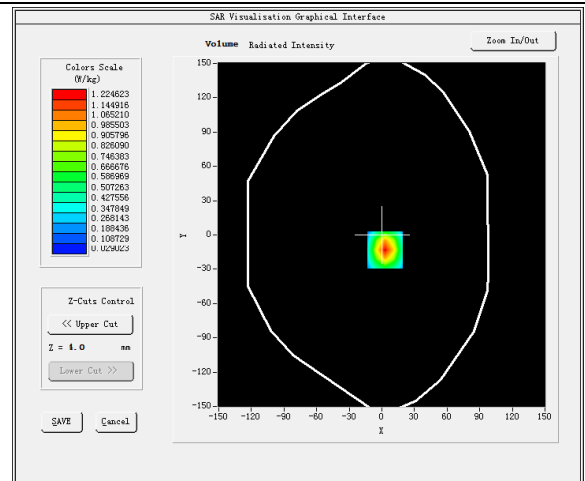 SAR Visualisation Graphical Interface
Volume Radiated Intensity
Zoom In/Out
Colors Scale
(W/kg)
1.224623
1.144916
1.065210
0.985503
0.905796
0.826090
0.746383
0.666676
0.586969
0.507263
0.427556
0.347849
0.268143
0.188436
0.108729
0.029023
Z-Cuts Control
<< Upper Cut
Z = 4.0 mm
Lower Cut >>
SAVE
Cancel
150
120
90
60
30
0
-30
-60
-90
-120
-150
Y
-150 -120 -90 -60 -30 0 30 60 90 120 150
X